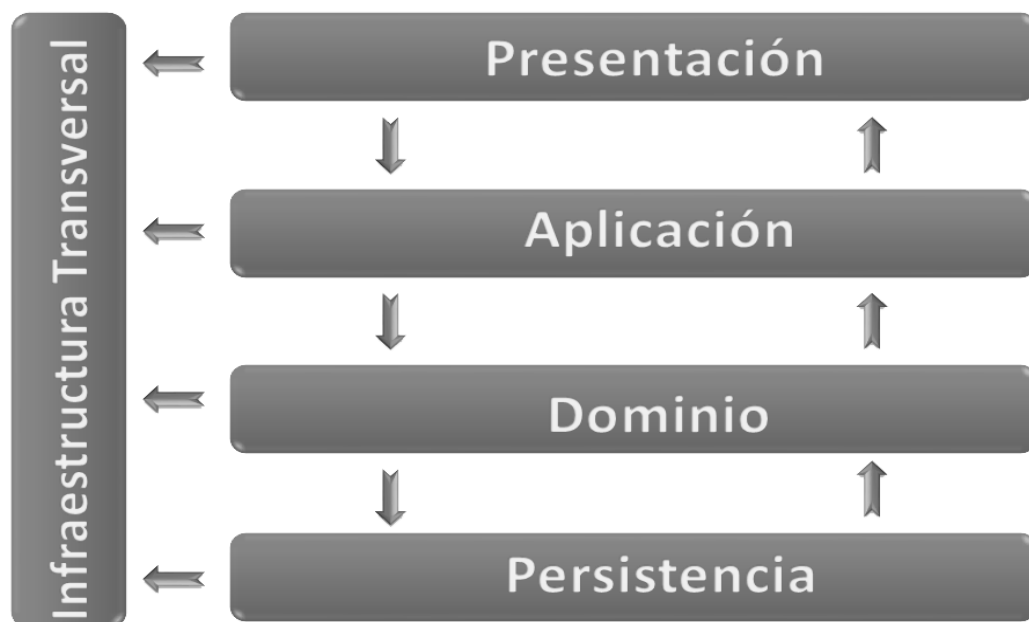 Infraestructura Transversal
Presentación
Aplicación
Dominio
Persistencia